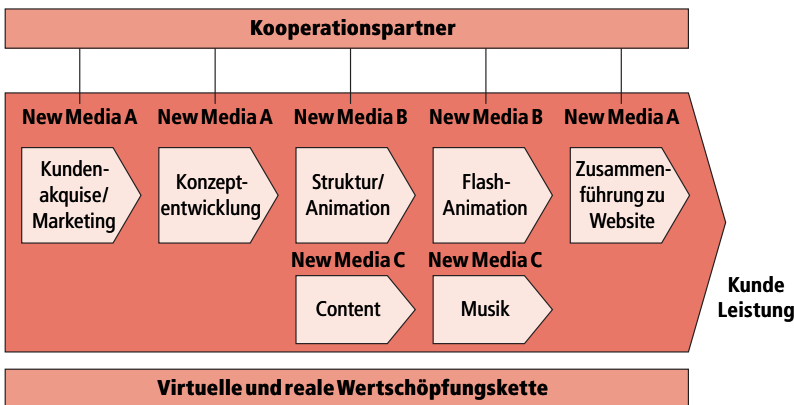 Kooperationspartner
New Media A New Media A New Media B New Media B New Media A
Kunden-
akquise/
Marketing
Konzept-
entwicklung
Struktur/
Animation
Flash-
Animation
Zusammen-
führung zu
Website
New Media C New Media C
Content
Musik
Kunde
Leistung
Virtuelle und reale Wertschöpfungskette